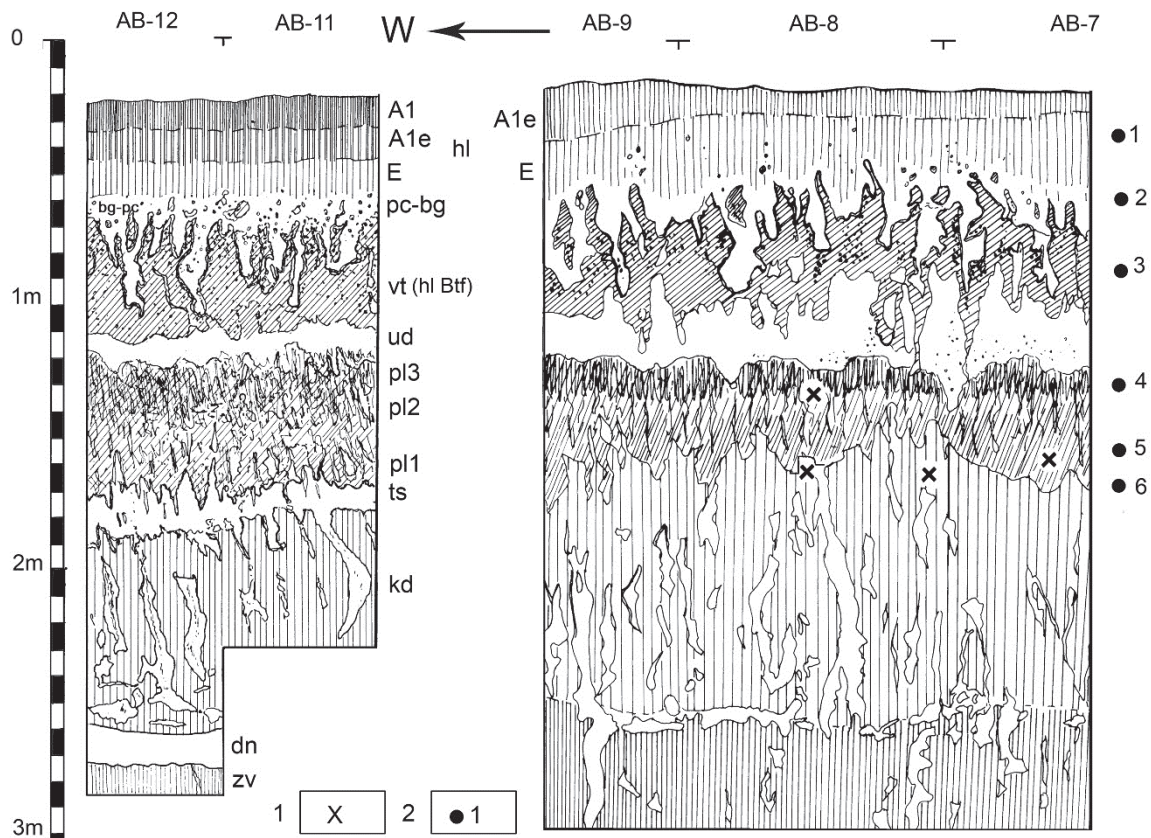 AB-12 AB-11 W AB-9 AB-8 AB-7
0
A1
A1e hl
E
pc-bg
bg-pc
vt (hl Btf)
ud
pl3
pl2
pl1
ts
kd
dn
zv
A1e
E
1
2
3
4
5
6
x
x
x
x
1m
2m
3m
1 X 2 1